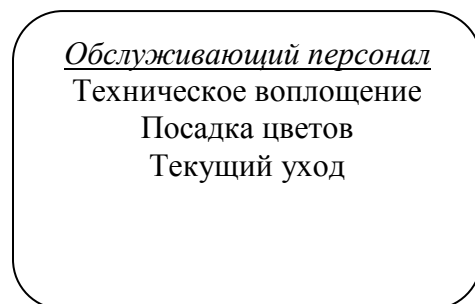 Обслуживающий персонал
Техническое воплощение
Посадка цветов
Текущий уход